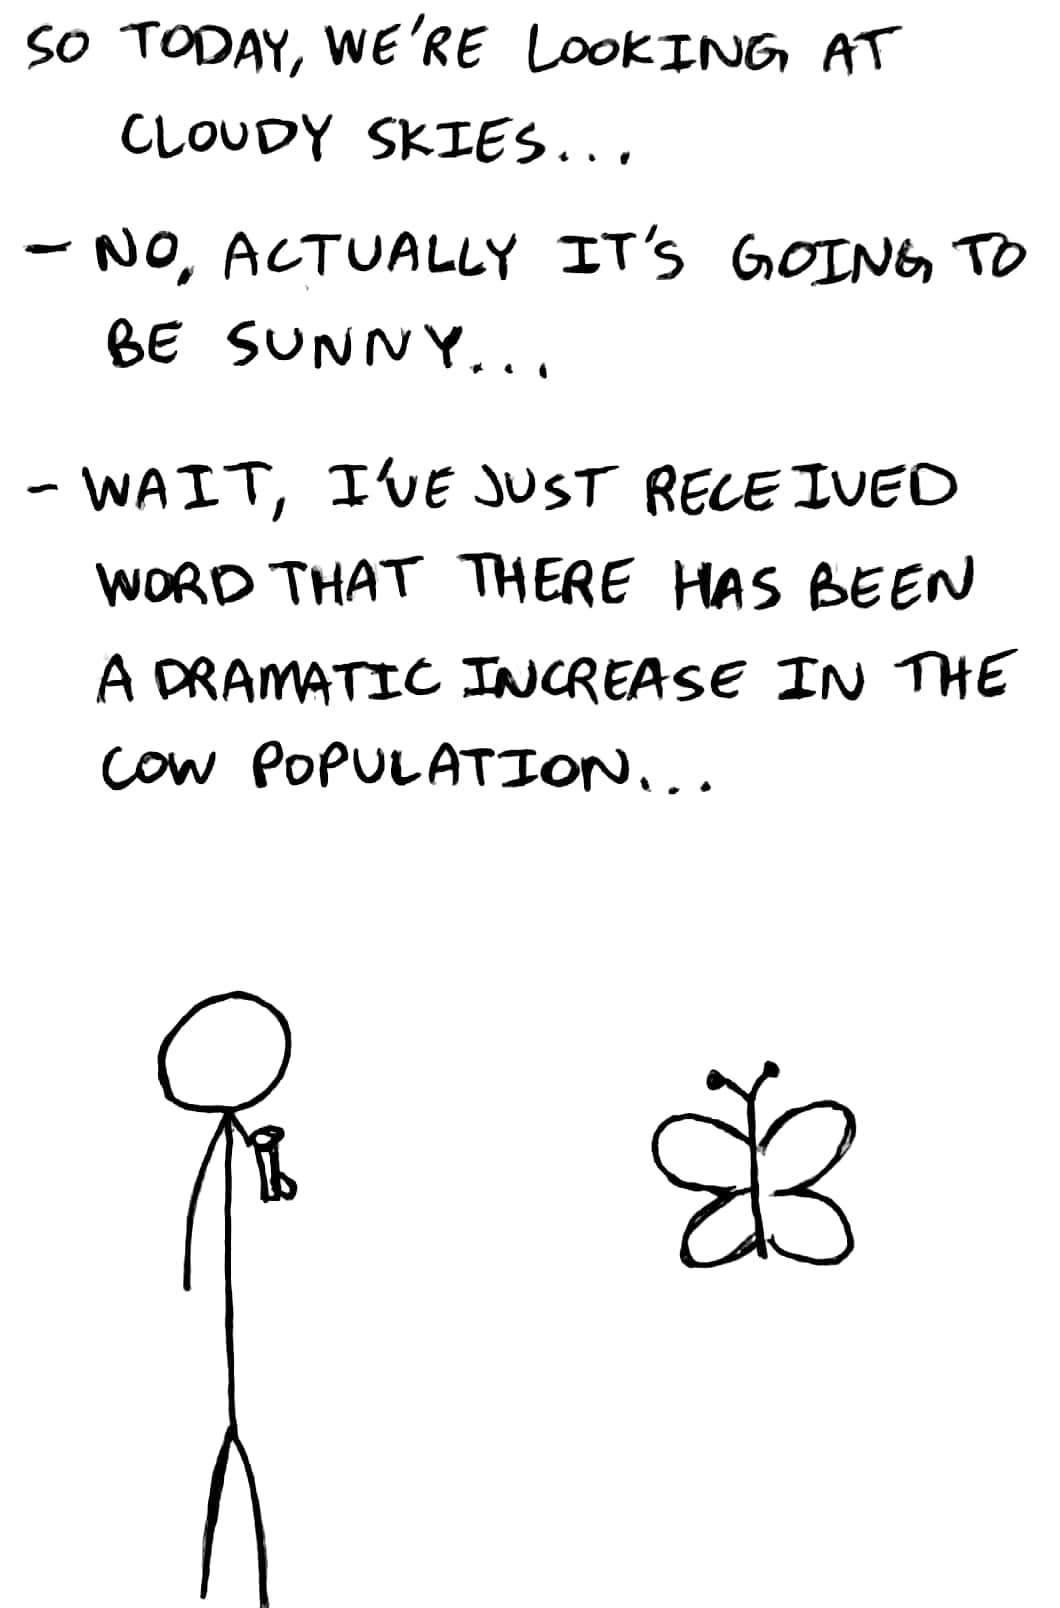 SO TODAY, WE'RE LOOKING AT
CLOUDY SKIES...
- NO, ACTUALLY IT'S GOING TO
BE SUNNY...
- WAIT, I'VE JUST RECEIVED
WORD THAT THERE HAS BEEN
A DRAMATIC INCREASE IN THE
COW POPULATION...